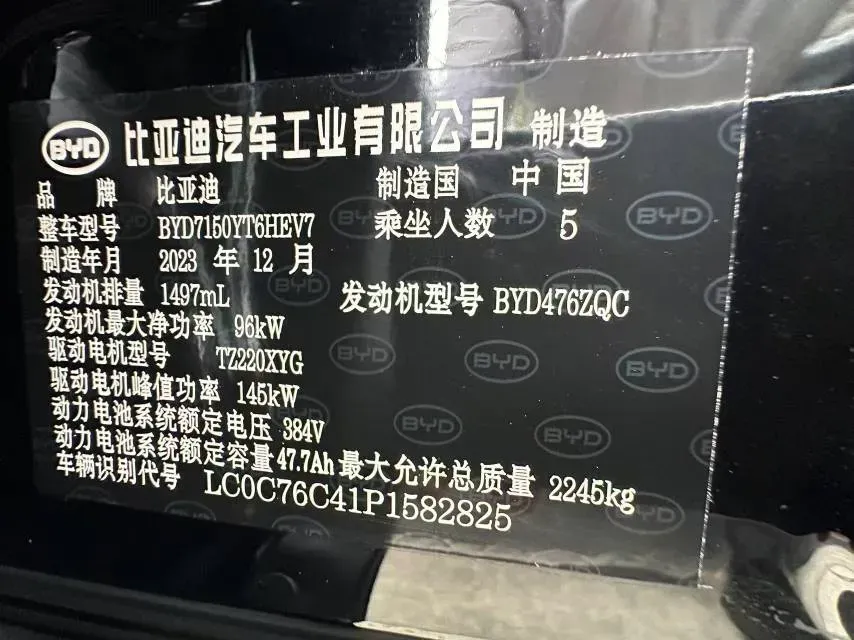 BYD 比亚迪汽车工业有限公司 制造
品 牌 比亚迪 制造国 中国
整车型号 BYD7150YT6HEV7 乘坐人数 5
制造年月 2023 年 12 月
发动机排量 1497mL 发动机型号 BYD476ZQC
发动机最大净功率 96kW
驱动电机型号 TZ220XYG
驱动电机峰值功率 145kW
动力电池系统额定电压 384V
动力电池系统额定容量 47.7Ah 最大允许总质量 2245kg
车辆识别代号 LC0C76C41P1582825